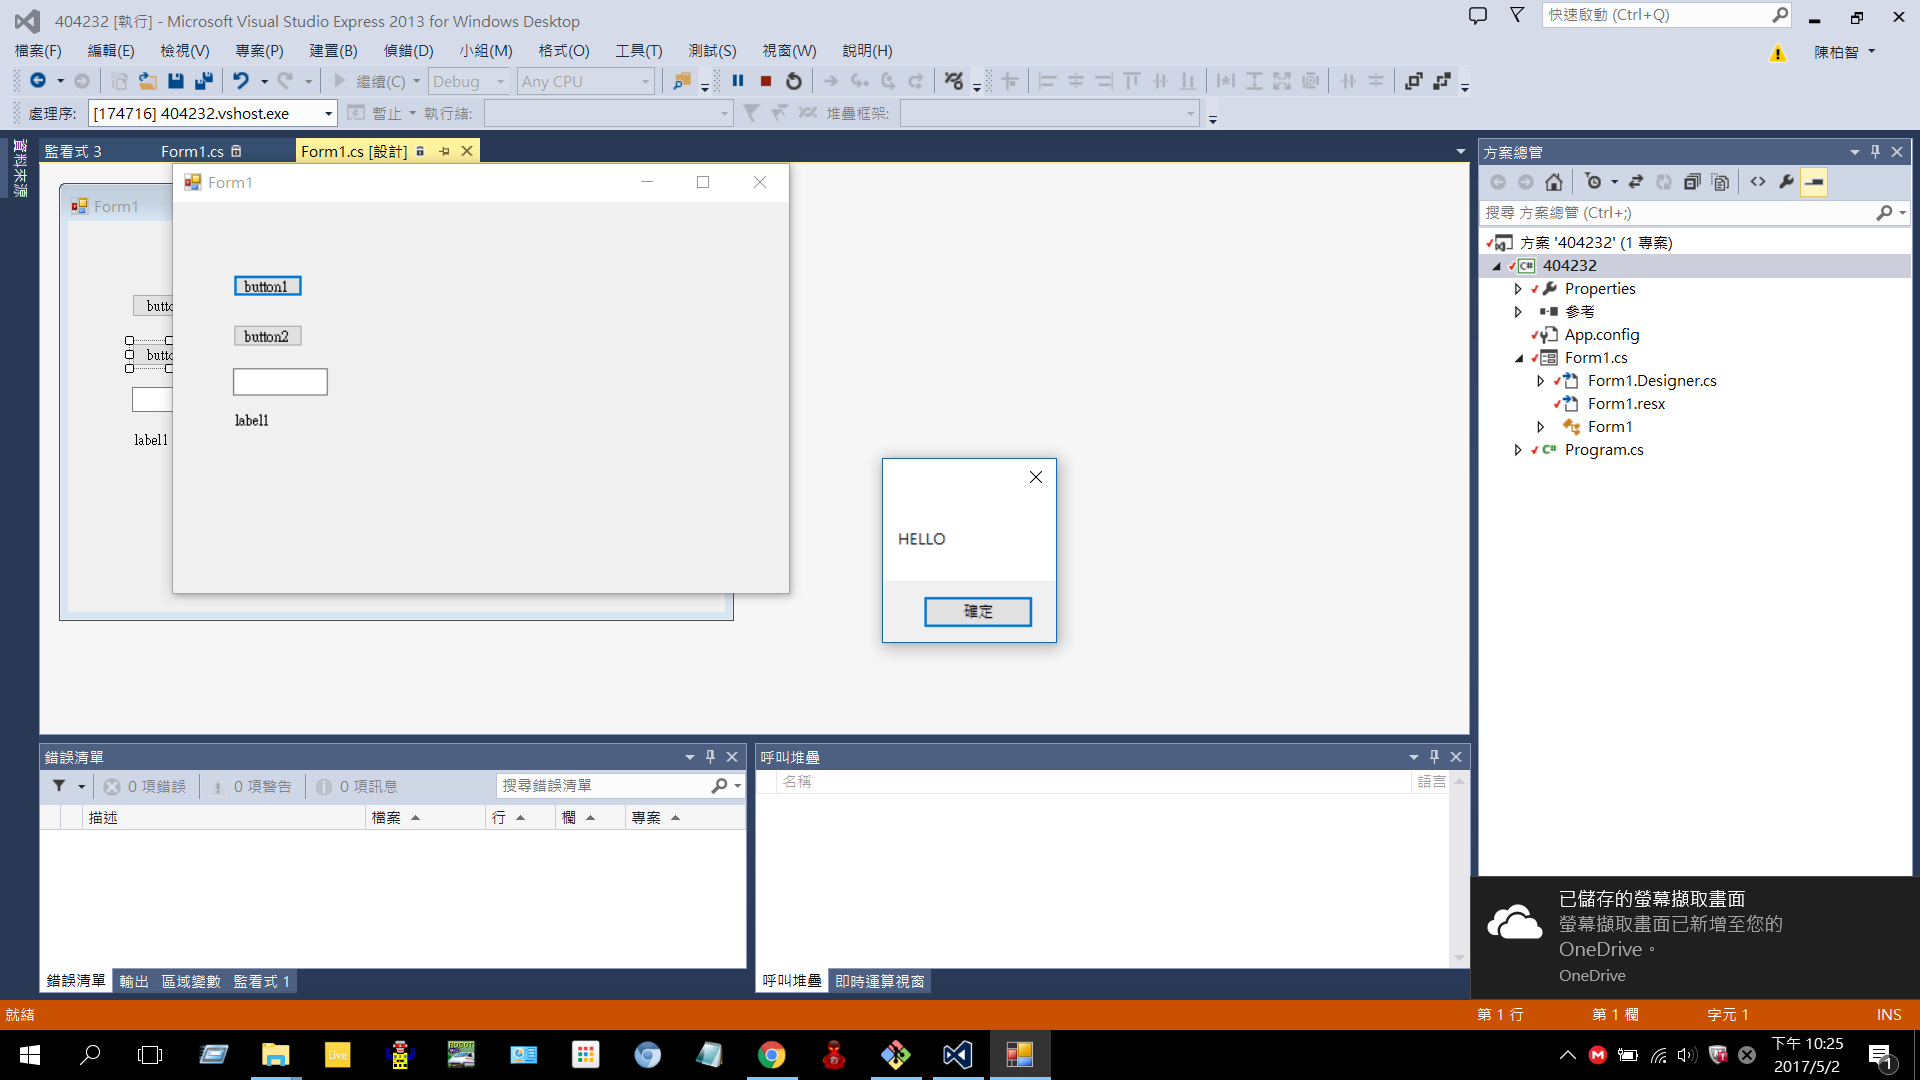 404232 [執行] - Microsoft Visual Studio Express 2013 for Windows Desktop
快速啟動 (Ctrl+Q)
檔案(F) 編輯(E) 檢視(V) 專案(P) 建置(B) 偵錯(D) 小組(M) 格式(O) 工具(T) 測試(S) 視窗(W) 說明(H)
陳柏智
繼續(C) Debug Any CPU
處理序: [174716] 404232.vshost.exe 暫止 執行緒: 堆疊框架:
資料來源
監看式 3 Form1.cs Form1.cs [設計]
Form1
Form1
button1
button2
label1
butto
butto
label1
HELLO
確定
方案總管
搜尋 方案總管 (Ctrl+;)
方案 '404232' (1 專案)
404232
Properties
參考
App.config
Form1.cs
Form1.Designer.cs
Form1.resx
Form1
Program.cs
錯誤清單
0 項錯誤 0 項警告 0 項訊息 搜尋錯誤清單
描述 檔案 行 欄 專案
錯誤清單 輸出 區域變數 監看式 1
呼叫堆疊
名稱 語言
呼叫堆疊 即時運算視窗
已儲存的螢幕擷取畫面
螢幕擷取畫面已新增至您的
OneDrive。
OneDrive
就緒 第 1 行 第 1 欄 字元 1 INS
Live
下午 10:25
2017/5/2
1